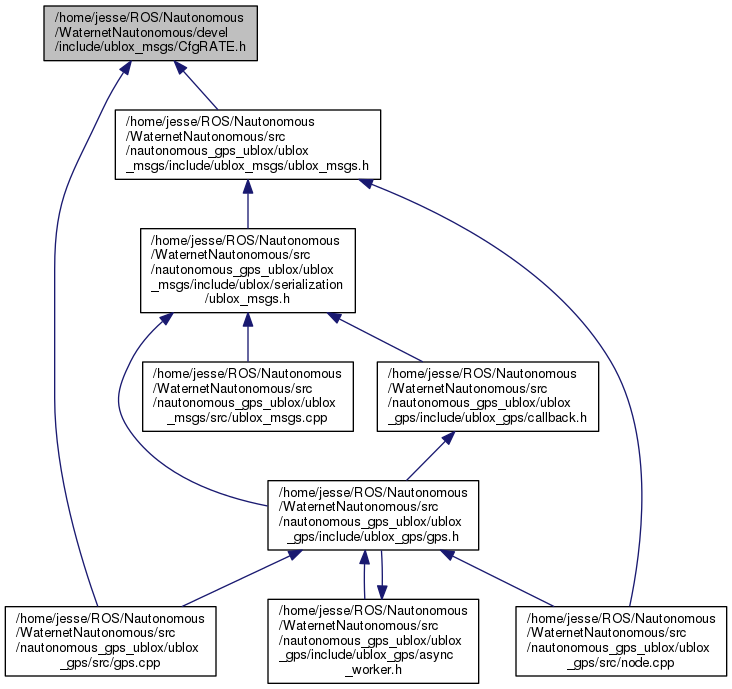 /home/jesse/ROS/Nautonomous
/WaternetNautonomous/devel
/include/ublox_msgs/CfgRATE.h
/home/jesse/ROS/Nautonomous
/WaternetNautonomous/src
/nautonomous_gps_ublox/ublox
_msgs/include/ublox_msgs/ublox_msgs.h
/home/jesse/ROS/Nautonomous
/WaternetNautonomous/src
/nautonomous_gps_ublox/ublox
_msgs/include/ublox/serialization
/ublox_msgs.h
/home/jesse/ROS/Nautonomous
/WaternetNautonomous/src
/nautonomous_gps_ublox/ublox
_msgs/src/ublox_msgs.cpp
/home/jesse/ROS/Nautonomous
/WaternetNautonomous/src
/nautonomous_gps_ublox/ublox
_gps/include/ublox_gps/callback.h
/home/jesse/ROS/Nautonomous
/WaternetNautonomous/src
/nautonomous_gps_ublox/ublox
_gps/include/ublox_gps/gps.h
/home/jesse/ROS/Nautonomous
/WaternetNautonomous/src
/nautonomous_gps_ublox/ublox
_gps/src/gps.cpp
/home/jesse/ROS/Nautonomous
/WaternetNautonomous/src
/nautonomous_gps_ublox/ublox
_gps/include/ublox_gps/async
_worker.h
/home/jesse/ROS/Nautonomous
/WaternetNautonomous/src
/nautonomous_gps_ublox/ublox
_gps/src/node.cpp